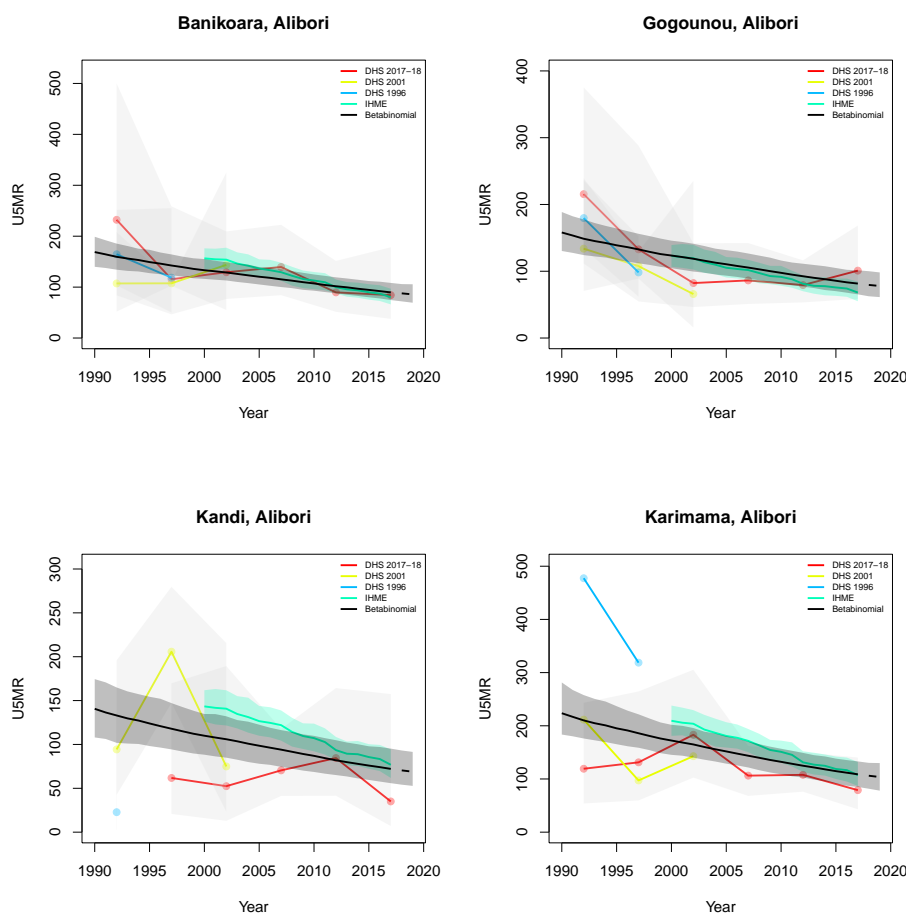 Banikoara, Alibori
U5MR
0
100
200
300
400
500
1990
1995
2000
2005
2010
2015
2020
Year
DHS 2017−18
DHS 2001
DHS 1996
IHME
Betabinomial
Gogounou, Alibori
U5MR
0
100
200
300
400
1990
1995
2000
2005
2010
2015
2020
Year
DHS 2017−18
DHS 2001
DHS 1996
IHME
Betabinomial
Kandi, Alibori
U5MR
0
50
100
150
200
250
300
1990
1995
2000
2005
2010
2015
2020
Year
DHS 2017−18
DHS 2001
DHS 1996
IHME
Betabinomial
Karimama, Alibori
U5MR
0
100
200
300
400
500
1990
1995
2000
2005
2010
2015
2020
Year
DHS 2017−18
DHS 2001
DHS 1996
IHME
Betabinomial